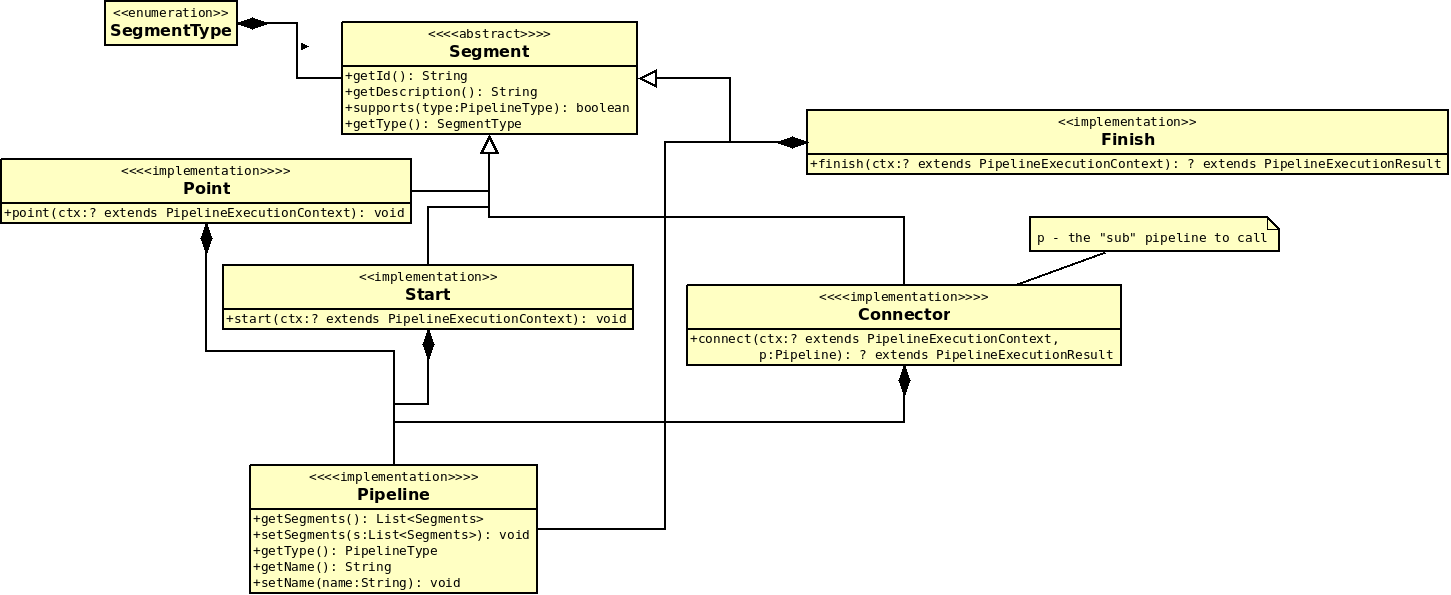 <<enumeration>>
SegmentType
<<<<abstract>>>>
Segment
+getId(): String
+getDescription(): String
+supports(type:PipelineType): boolean
+getType(): SegmentType
<<implementation>>
Finish
+finish(ctx:? extends PipelineExecutionContext): ? extends PipelineExecutionResult
<<<<implementation>>>>
Point
+point(ctx:? extends PipelineExecutionContext): void
p - the "sub" pipeline to call
<<implementation>>
Start
+start(ctx:? extends PipelineExecutionContext): void
<<<<implementation>>>>
Connector
+connect(ctx:? extends PipelineExecutionContext,
p:Pipeline): ? extends PipelineExecutionResult
<<<<implementation>>>>
Pipeline
+getSegments(): List<Segments>
+setSegments(s:List<Segments>): void
+getType(): PipelineType
+getName(): String
+setName(name:String): void